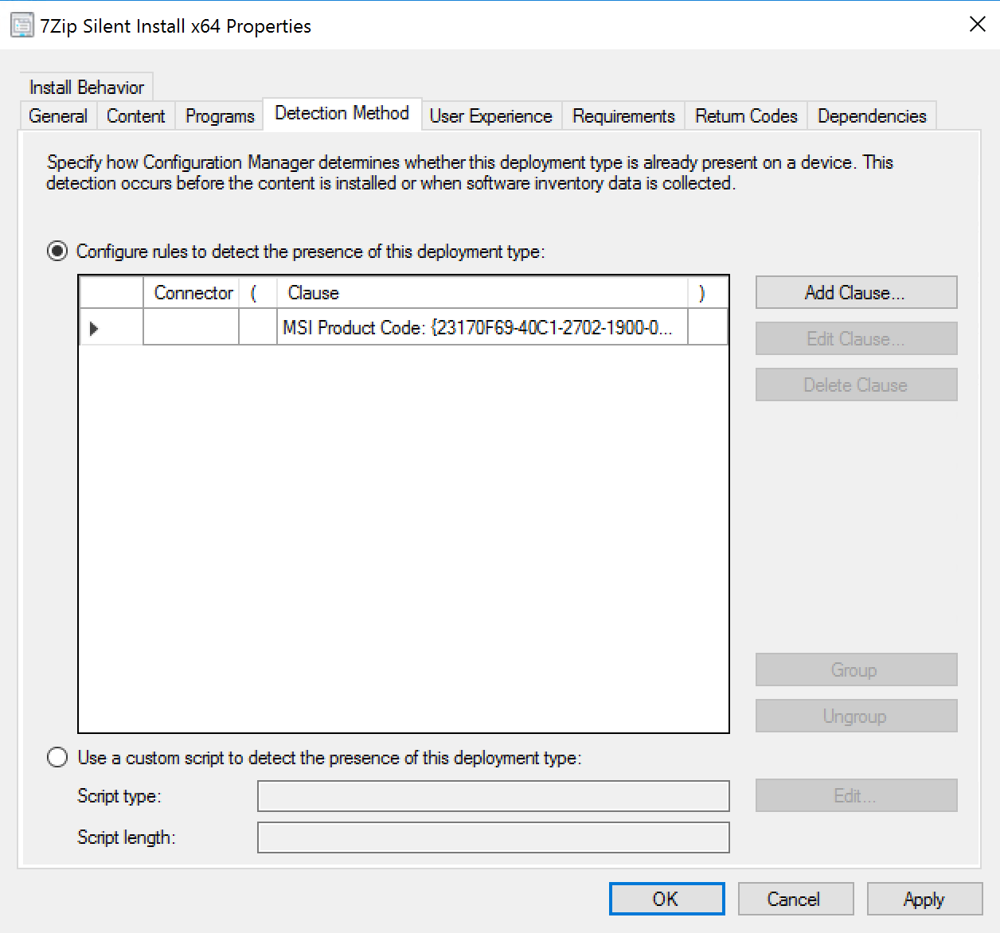 7Zip Silent Install x64 Properties
Install Behavior
General Content Programs Detection Method User Experience Requirements Return Codes Dependencies
Specify how Configuration Manager determines whether this deployment type is already present on a device. This
detection occurs before the content is installed or when software inventory data is collected.
Configure rules to detect the presence of this deployment type:
Connector ( Clause )
MSI Product Code: {23170F69-40C1-2702-1900-0...
Add Clause...
Edit Clause...
Delete Clause
Group
Ungroup
Use a custom script to detect the presence of this deployment type:
Script type:
Edit...
Script length:
OK Cancel Apply